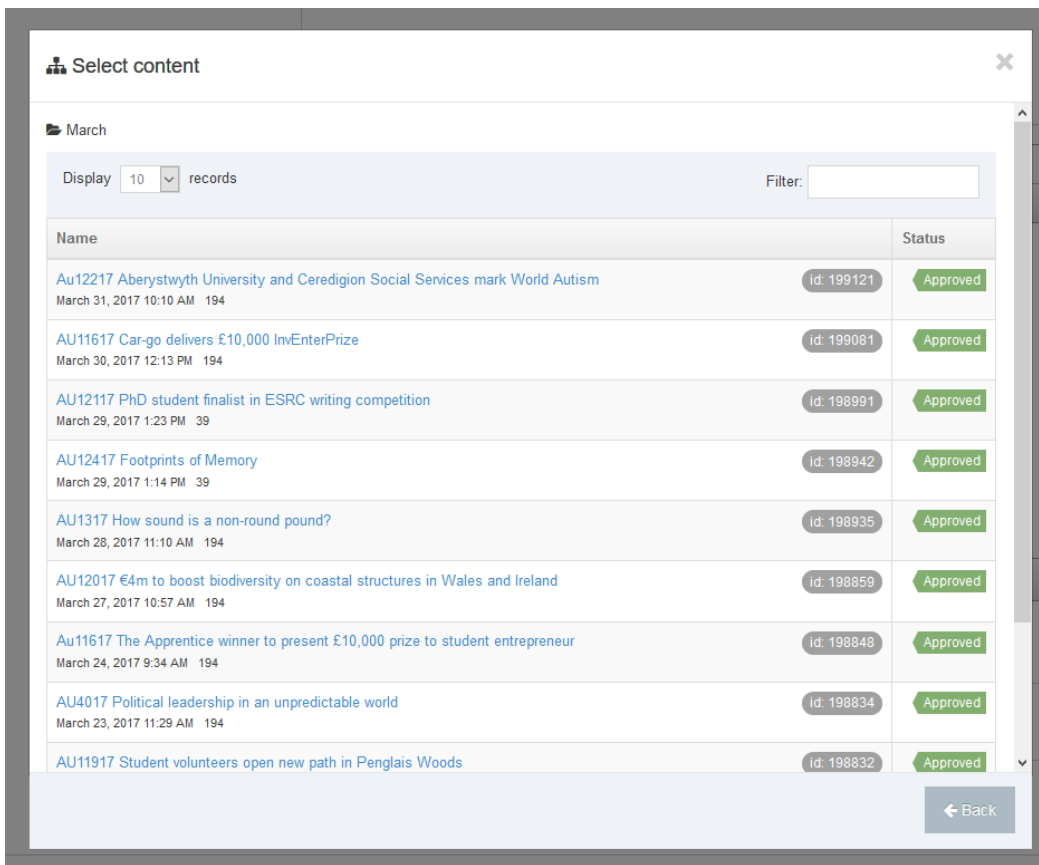 Select content
March
Display 10 records Filter:
Name Status
Au12217 Aberystwyth University and Ceredigion Social Services mark World Autism id: 199121 Approved
March 31, 2017 10:10 AM 194
AU11617 Car-go delivers £10,000 InvEnterPrize id: 199081 Approved
March 30, 2017 12:13 PM 194
AU12117 PhD student finalist in ESRC writing competition id: 198991 Approved
March 29, 2017 1:23 PM 39
AU12417 Footprints of Memory id: 198942 Approved
March 29, 2017 1:14 PM 39
AU1317 How sound is a non-round pound? id: 198935 Approved
March 28, 2017 11:10 AM 194
AU12017 €4m to boost biodiversity on coastal structures in Wales and Ireland id: 198859 Approved
March 27, 2017 10:57 AM 194
Au11617 The Apprentice winner to present £10,000 prize to student entrepreneur id: 198848 Approved
March 24, 2017 9:34 AM 194
AU4017 Political leadership in an unpredictable world id: 198834 Approved
March 23, 2017 11:29 AM 194
AU11917 Student volunteers open new path in Penglais Woods id: 198832 Approved
Back